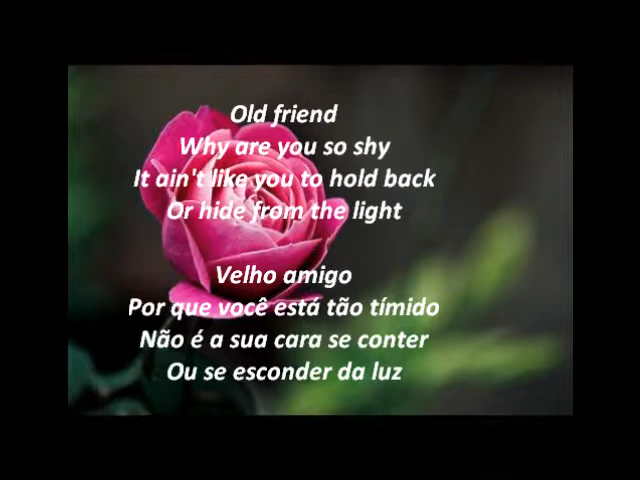 Old friend
Why are you so shy
It ain't like you to hold back
Or hide from the light
Velho amigo
Por que você está tão tímido
Não é a sua cara se conter
Ou se esconder da luz